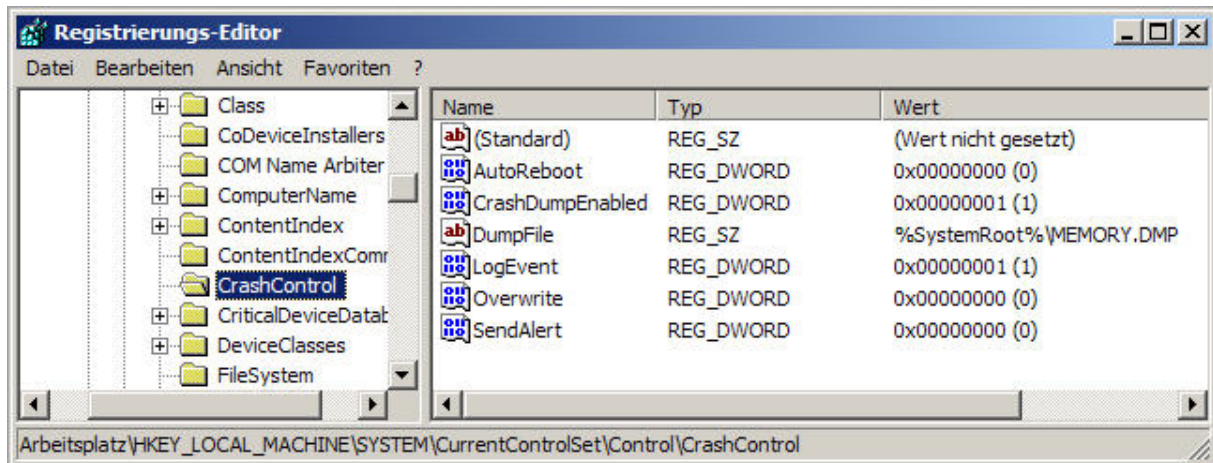 Registrierungs-Editor
Datei Bearbeiten Ansicht Favoriten ?
Class
CoDeviceInstallers
COM Name Arbiter
ComputerName
ContentIndex
ContentIndexComm
CrashControl
CriticalDeviceDatab
DeviceClasses
FileSystem
Name Typ Wert
(Standard) REG_SZ (Wert nicht gesetzt)
AutoReboot REG_DWORD 0x00000000 (0)
CrashDumpEnabled REG_DWORD 0x00000001 (1)
DumpFile REG_SZ %SystemRoot%\MEMORY.DMP
LogEvent REG_DWORD 0x00000001 (1)
Overwrite REG_DWORD 0x00000000 (0)
SendAlert REG_DWORD 0x00000000 (0)
Arbeitsplatz\HKEY_LOCAL_MACHINE\SYSTEM\CurrentControlSet\Control\CrashControl